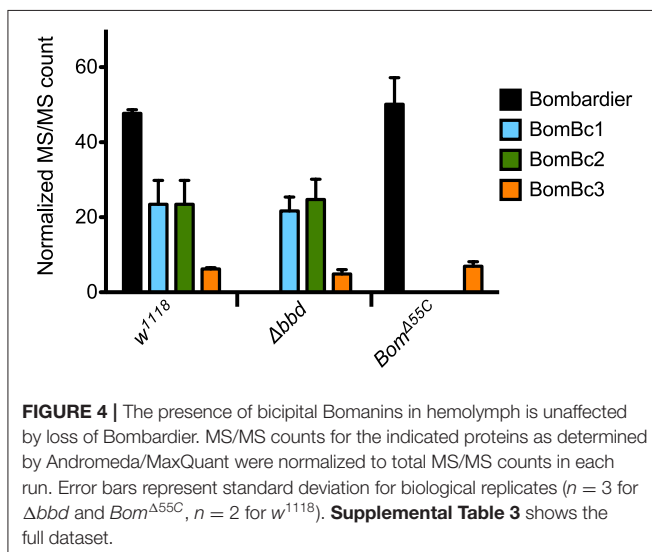 Normalized MS/MS count
60
40
20
0
Bombardier
BomBc1
BomBc2
BomBc3
w1118
Δbbd
BomΔ55C
FIGURE 4 | The presence of bicipital Bomanins in hemolymph is unaffected
by loss of Bombardier. MS/MS counts for the indicated proteins as determined
by Andromeda/MaxQuant were normalized to total MS/MS counts in each
run. Error bars represent standard deviation for biological replicates (n = 3 for
Δbbd and BomΔ55C, n = 2 for w1118). Supplemental Table 3 shows the
full dataset.